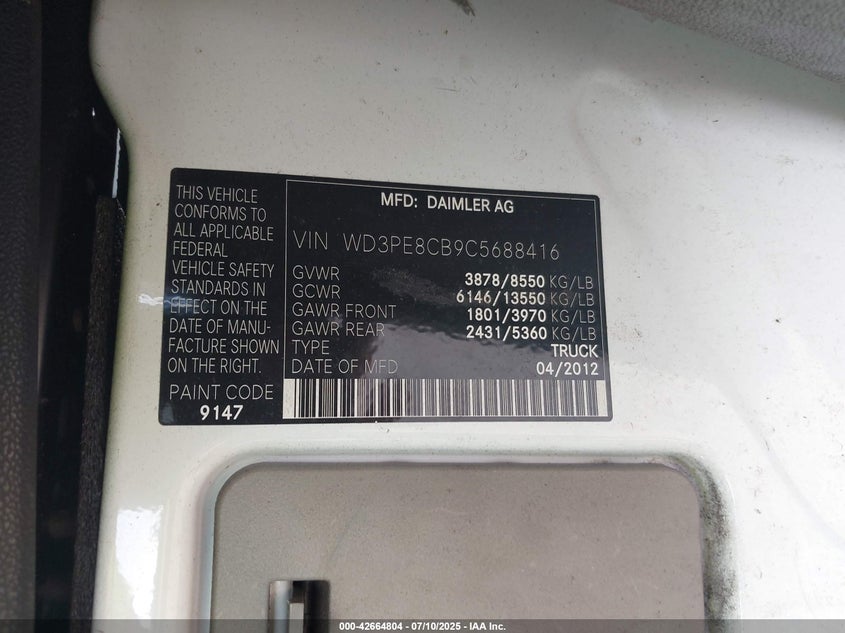 THIS VEHICLE
CONFORMS TO
ALL APPLICABLE
FEDERAL
VEHICLE SAFETY
STANDARDS IN
EFFECT ON THE
DATE OF MANU-
FACTURE SHOWN
ON THE RIGHT.
PAINT CODE
9147
MFD: DAIMLER AG
VIN WD3PE8CB9C5688416
GVWR 3878/8550 KG/LB
GCWR 6146/13550 KG/LB
GAWR FRONT 1801/3970 KG/LB
GAWR REAR 2431/5360 KG/LB
TYPE TRUCK
DATE OF MFD 04/2012
000-42664804 - 07/10/2025 - IAA Inc.